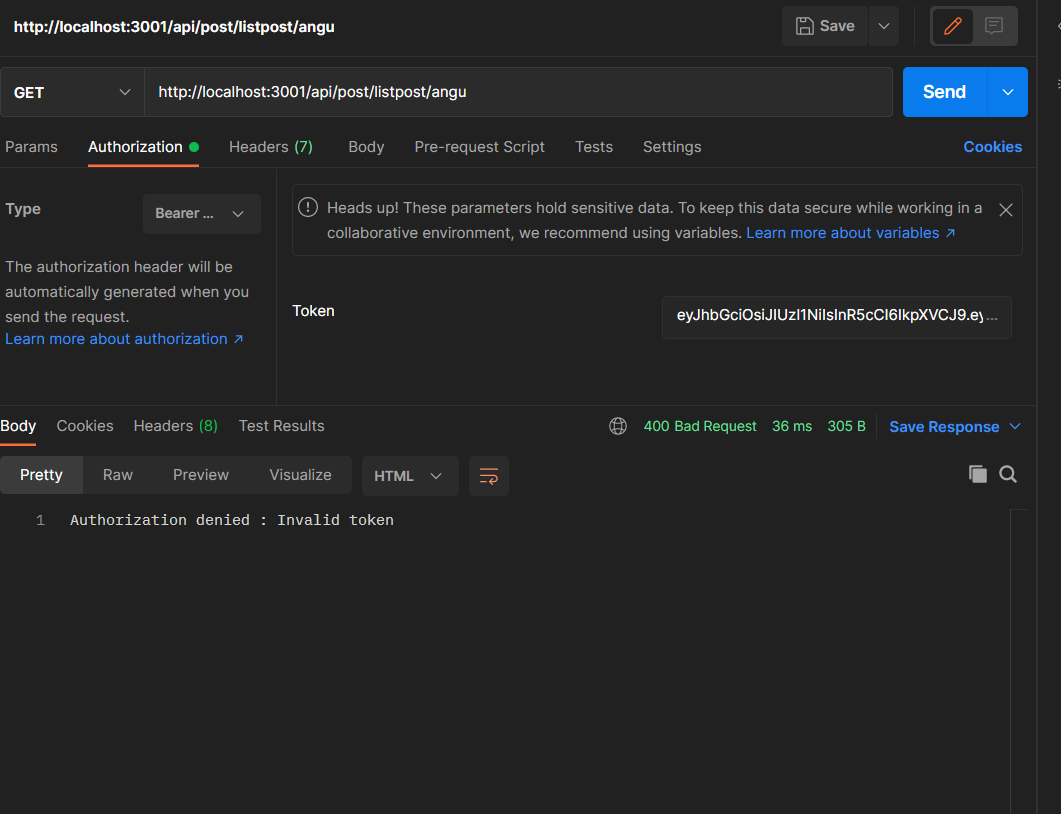 http://localhost:3001/api/post/listpost/angu
Save
GET
http://localhost:3001/api/post/listpost/angu
Send
Params Authorization Headers (7) Body Pre-request Script Tests Settings Cookies
Type
Bearer ...
The authorization header will be
automatically generated when you
send the request.
Learn more about authorization ↗
Heads up! These parameters hold sensitive data. To keep this data secure while working in a
collaborative environment, we recommend using variables. Learn more about variables ↗
Token
eyJhbGciOsiJIUzI1NiIsInR5cCI6IkpXVCJ9.ey...
Body Cookies Headers (8) Test Results 400 Bad Request 36 ms 305 B Save Response
Pretty Raw Preview Visualize HTML
1 Authorization denied : Invalid token